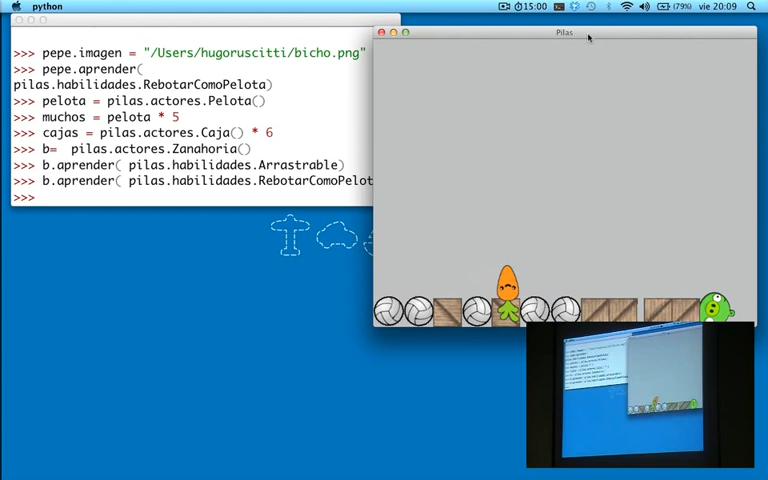 python
15:00
(79%)
vie 20:09
>>> pepe.imagen = "/Users/hugoruscitti/bicho.png"
>>> pepe.aprender(
pilas.habilidades.RebotarComoPelota)
>>> pelota = pilas.actores.Pelota()
>>> muchos = pelota * 5
>>> cajas = pilas.actores.Caja() * 6
>>> b=  pilas.actores.Zanahoria()
>>> b.aprender( pilas.habilidades.Arrastrable)
>>> b.aprender( pilas.habilidades.RebotarComoPelot
>>>
Pilas